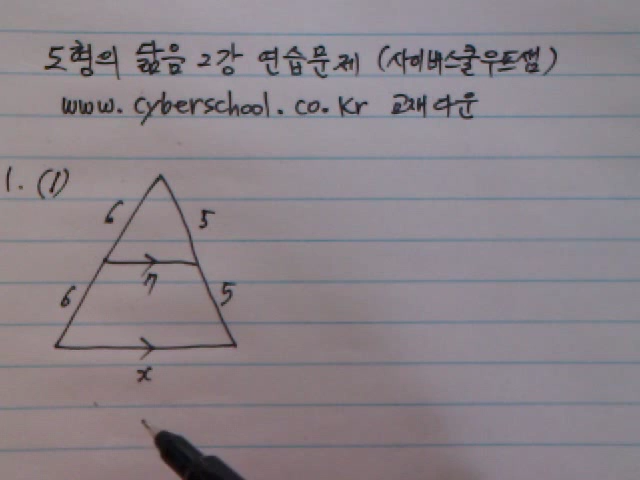 도형의 닮음 2강 연습문제 (사이버스쿨우프샘)
www.cyberschool.co.kr 교재다운
1. (1)
6 5
7
6 5
x